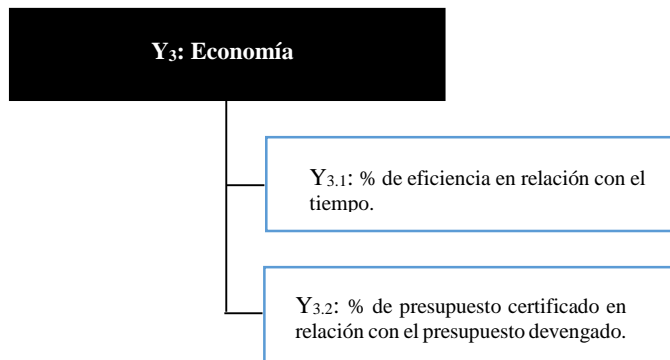 Y3: Economía
Y3.1: % de eficiencia en relación con el
tiempo.
Y3.2: % de presupuesto certificado en
relación con el presupuesto devengado.